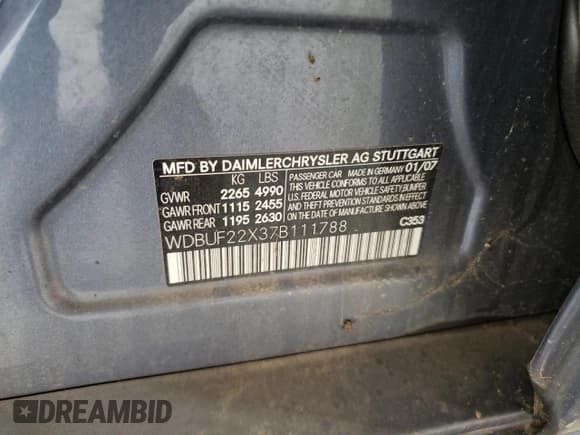 MFD BY DAIMLERCHRYSLER AG STUTTGART
KG LBS
GVWR 2265 4990
GAWR FRONT 1115 2455
GAWR REAR 1195 2630
PASSENGER CAR MADE IN GERMANY 01/07
THIS VEHICLE CONFORMS TO ALL APPLICABLE
U.S. FEDERAL MOTOR VEHICLE SAFETY,BUMPER,
AND THEFT PREVENTION STANDARDS IN EFFECT
ON THE DATE OF MANUFACTURE SHOWN ABOVE.
WDBUF22X37B111788
C353
DREAMBID